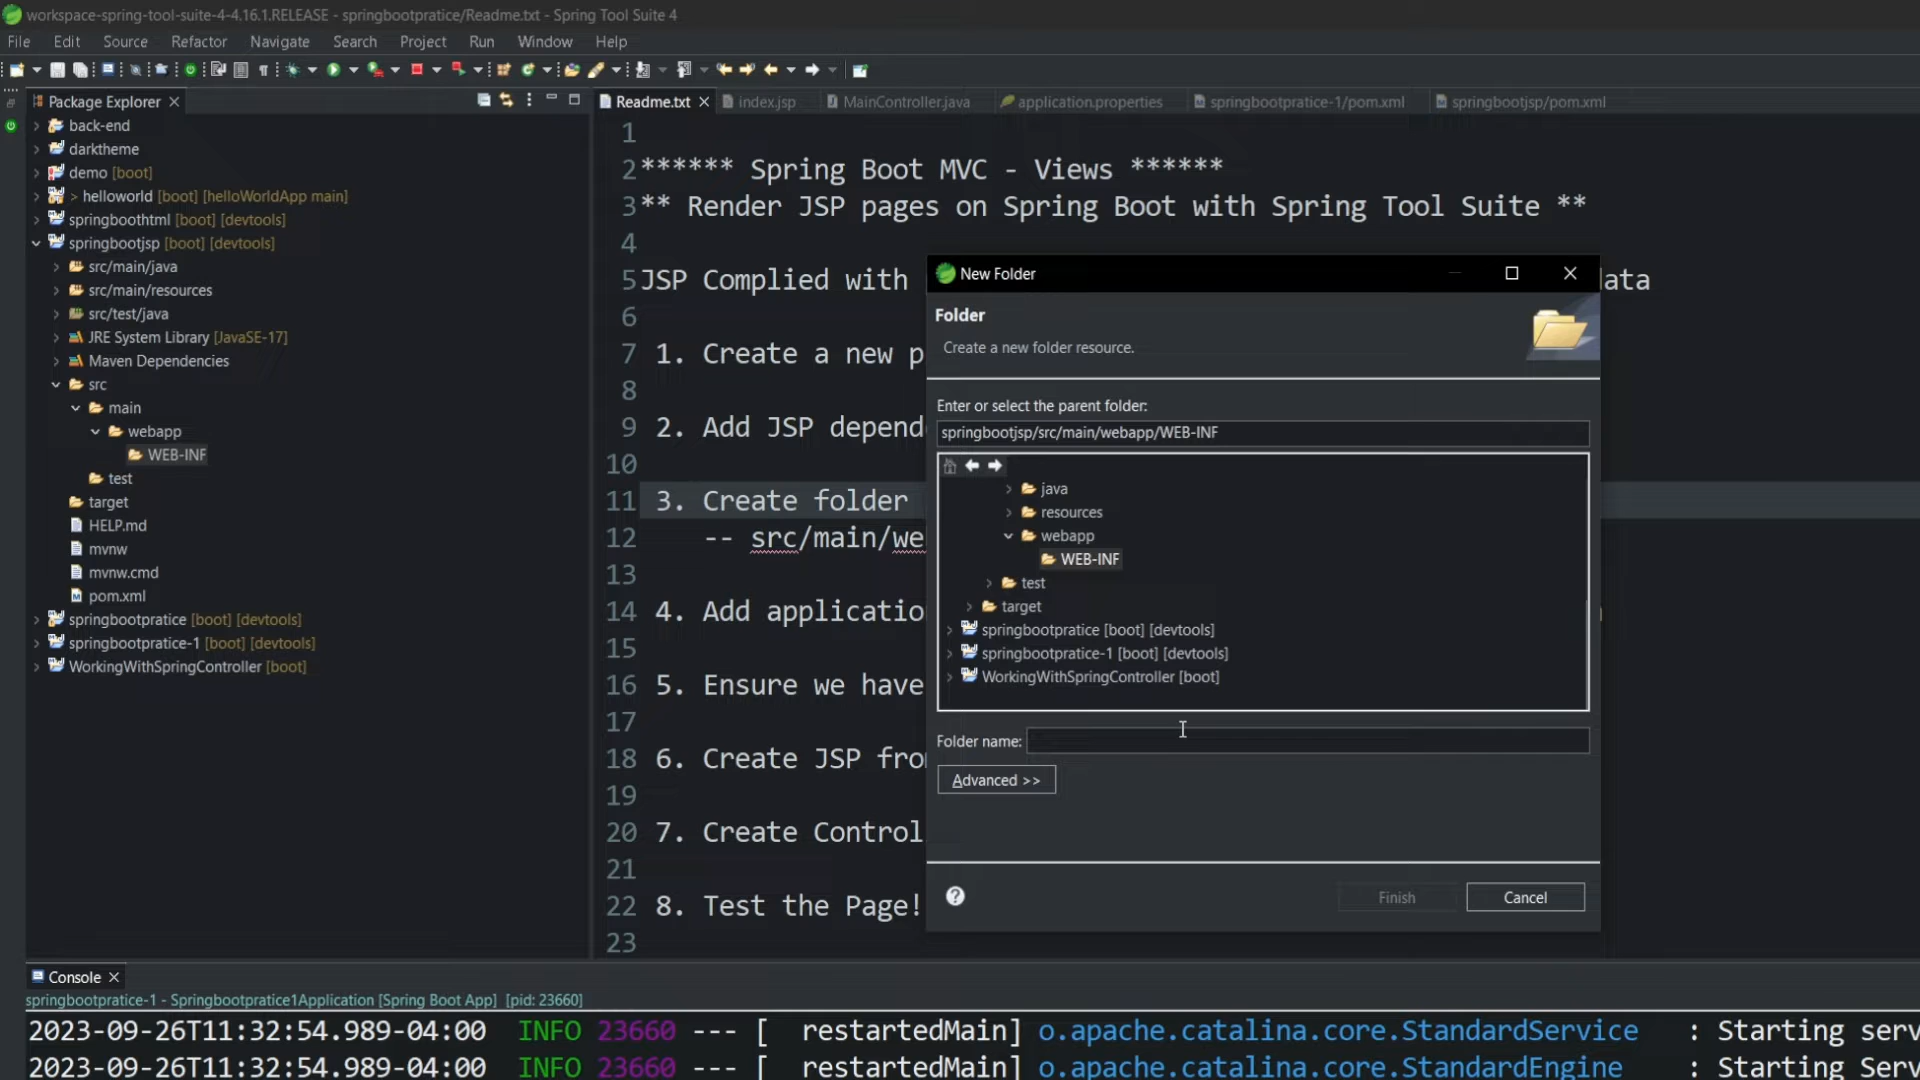 workspace-spring-tool-suite-4-4.16.1.RELEASE - springbootpratice/Readme.txt - Spring Tool Suite 4
File Edit Source Refactor Navigate Search Project Run Window Help
Package Explorer
back-end
darktheme
demo [boot]
> helloworld [boot] [helloWorldApp main]
springboothtml [boot] [devtools]
springbootjsp [boot] [devtools]
src/main/java
src/main/resources
src/test/java
JRE System Library [JavaSE-17]
Maven Dependencies
src
main
webapp
WEB-INF
test
target
HELP.md
mvnw
mvnw.cmd
pom.xml
springbootpratice [boot] [devtools]
springbootpratice-1 [boot] [devtools]
WorkingWithSpringController [boot]
Readme.txt index.jsp MainController.java application.properties springbootpratice-1/pom.xml springbootjsp/pom.xml
1
2 ****** Spring Boot MVC - Views ******
3 ** Render JSP pages on Spring Boot with Spring Tool Suite **
4
5 JSP Complied with ata
6
7 1. Create a new p
8
9 2. Add JSP depend
10
11 3. Create folder
12 -- src/main/we
13
14 4. Add applicatio
15
16 5. Ensure we have
17
18 6. Create JSP fro
19
20 7. Create Control
21
22 8. Test the Page!
23
New Folder
Folder
Create a new folder resource.
Enter or select the parent folder:
springbootjsp/src/main/webapp/WEB-INF
java
resources
webapp
WEB-INF
test
target
springbootpratice [boot] [devtools]
springbootpratice-1 [boot] [devtools]
WorkingWithSpringController [boot]
Folder name:
Advanced >>
Finish Cancel
Console
springbootpratice-1 - Springbootpratice1Application [Spring Boot App] [pid: 23660]
2023-09-26T11:32:54.989-04:00 INFO 23660 --- [ restartedMain] o.apache.catalina.core.StandardService : Starting serv
2023-09-26T11:32:54.989-04:00 INFO 23660 --- [ restartedMain] o.apache.catalina.core.StandardEngine : Starting Serv